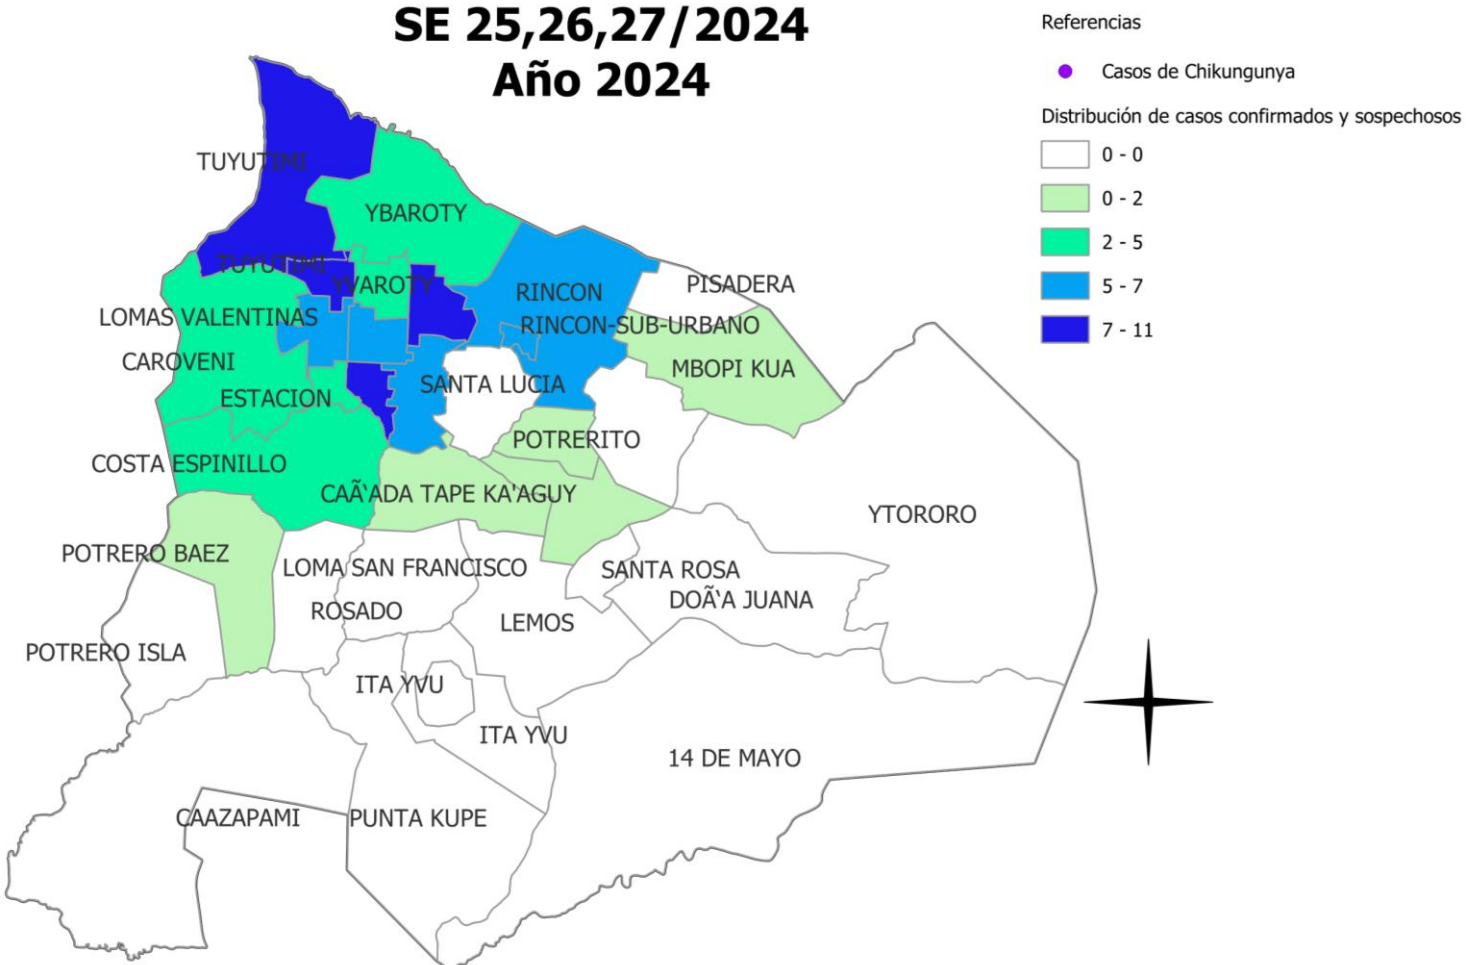 SE 25,26,27/2024
Año 2024
Referencias
Casos de Chikungunya
Distribución de casos confirmados y sospechosos
0 - 0
0 - 2
2 - 5
5 - 7
7 - 11
TUYUTIMI
YBAROTY
TUYUTIMI
YVAROTY
RINCON
PISADERA
LOMAS VALENTINAS
RINCON-SUB-URBANO
CAROVENI
MBOPI KUA
ESTACION
SANTA LUCIA
POTRERITO
COSTA ESPINILLO
CAÃ‘ADA TAPE KA'AGUY
YTORORO
POTRERO BAEZ
LOMA SAN FRANCISCO
SANTA ROSA
ROSADO
DOÃ‘A JUANA
LEMOS
POTRERO ISLA
ITA YVU
ITA YVU
14 DE MAYO
CAAZAPAMI
PUNTA KUPE